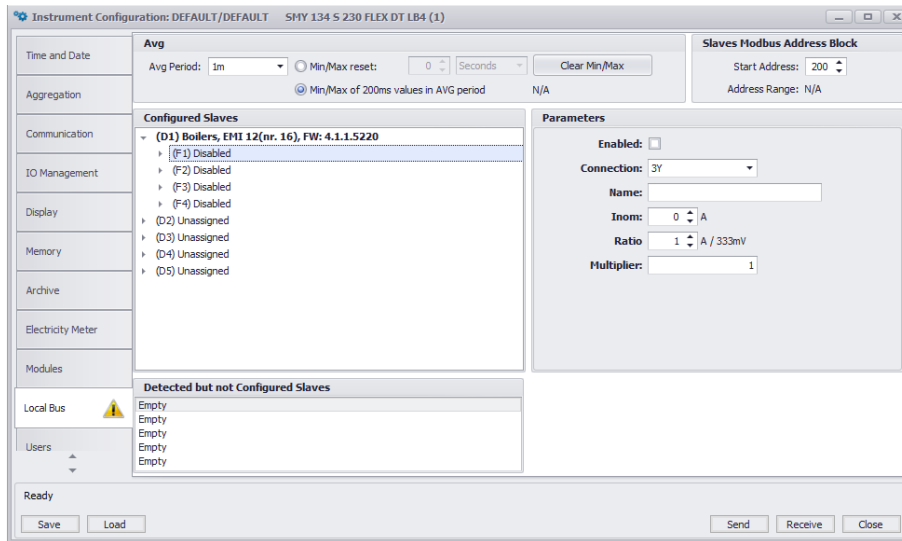 Instrument Configuration: DEFAULT/DEFAULT SMY 134 S 230 FLEX DT LB4 (1)
Time and Date
Aggregation
Communication
IO Management
Display
Memory
Archive
Electricity Meter
Modules
Local Bus
Users
Avg
Avg Period: 1m Min/Max reset: 0 Seconds Clear Min/Max
Min/Max of 200ms values in AVG period N/A
Slaves Modbus Address Block
Start Address: 200
Address Range: N/A
Configured Slaves
(D1) Boilers, EMI 12(nr. 16), FW: 4.1.1.5220
(F1) Disabled
(F2) Disabled
(F3) Disabled
(F4) Disabled
(D2) Unassigned
(D3) Unassigned
(D4) Unassigned
(D5) Unassigned
Parameters
Enabled:
Connection: 3Y
Name:
Inom: 0 A
Ratio 1 A / 333mV
Multiplier: 1
Detected but not Configured Slaves
Empty
Empty
Empty
Empty
Empty
Ready
Save Load Send Receive Close